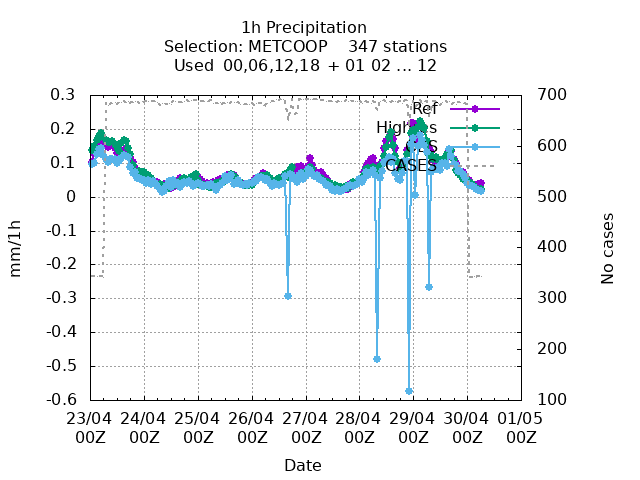 1h Precipitation
Selection: METCOOP 347 stations
Used 00,06,12,18 + 01 02 ... 12
0.3
0.2
0.1
0
-0.1
-0.2
-0.3
-0.4
-0.5
-0.6
mm/1h
Ref
CASES
700
600
500
400
300
200
100
No cases
23/04 24/04 25/04 26/04 27/04 28/04 29/04 30/04 01/05
00Z 00Z 00Z 00Z 00Z 00Z 00Z 00Z 00Z
Date